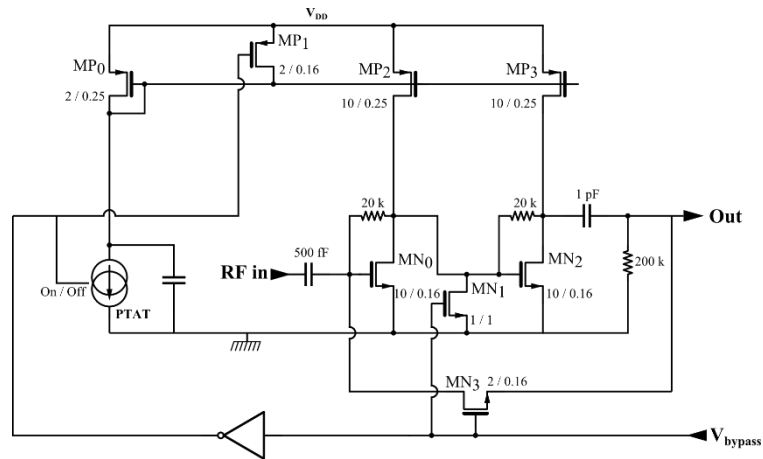 V_DD
MP_1
MP_0
2 / 0.16
MP_2
MP_3
2 / 0.25
10 / 0.25
10 / 0.25
20 k
20 k
1 pF
Out
500 fF
RF in
MN_0
MN_2
200 k
On / Off
PTAT
10 / 0.16
MN_1
10 / 0.16
1 / 1
MN_3
2 / 0.16
V_bypass